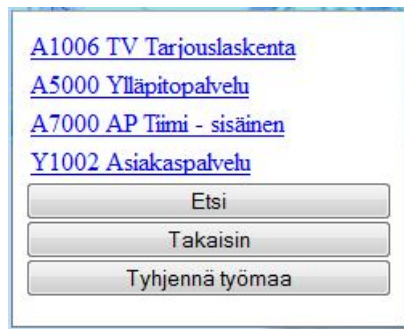 A1006 TV Tarjouslaskenta
A5000 Ylläpitopalvelu
A7000 AP Tiimi - sisäinen
Y1002 Asiakaspalvelu
Etsi
Takaisin
Tyhjennä työmaa